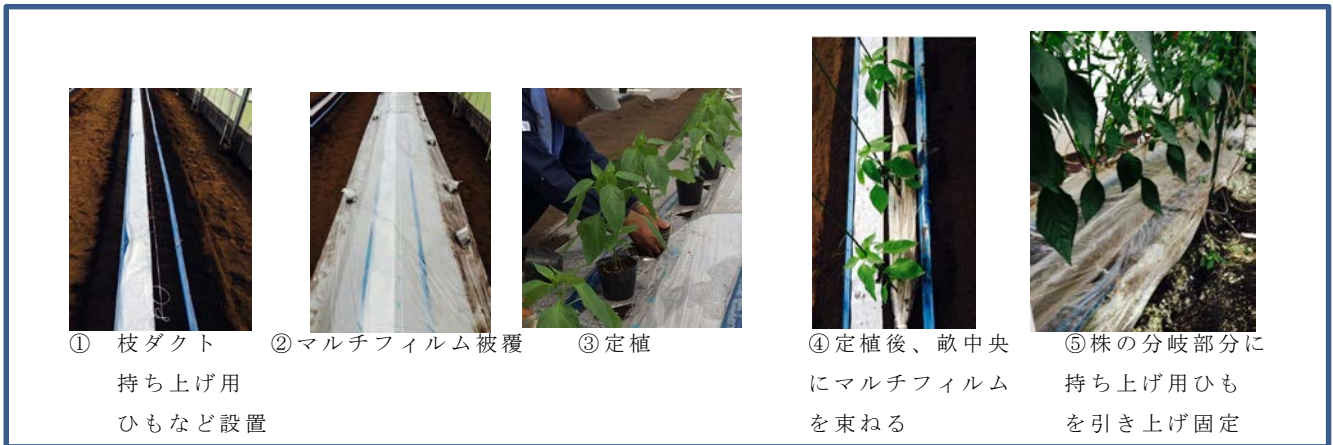 ① 枝ダクト
持ち上げ用
ひもなど設置
②マルチフィルム被覆
③定植
④定植後、畝中央
にマルチフィルム
を束ねる
⑤株の分岐部分に
持ち上げ用ひも
を引き上げ固定